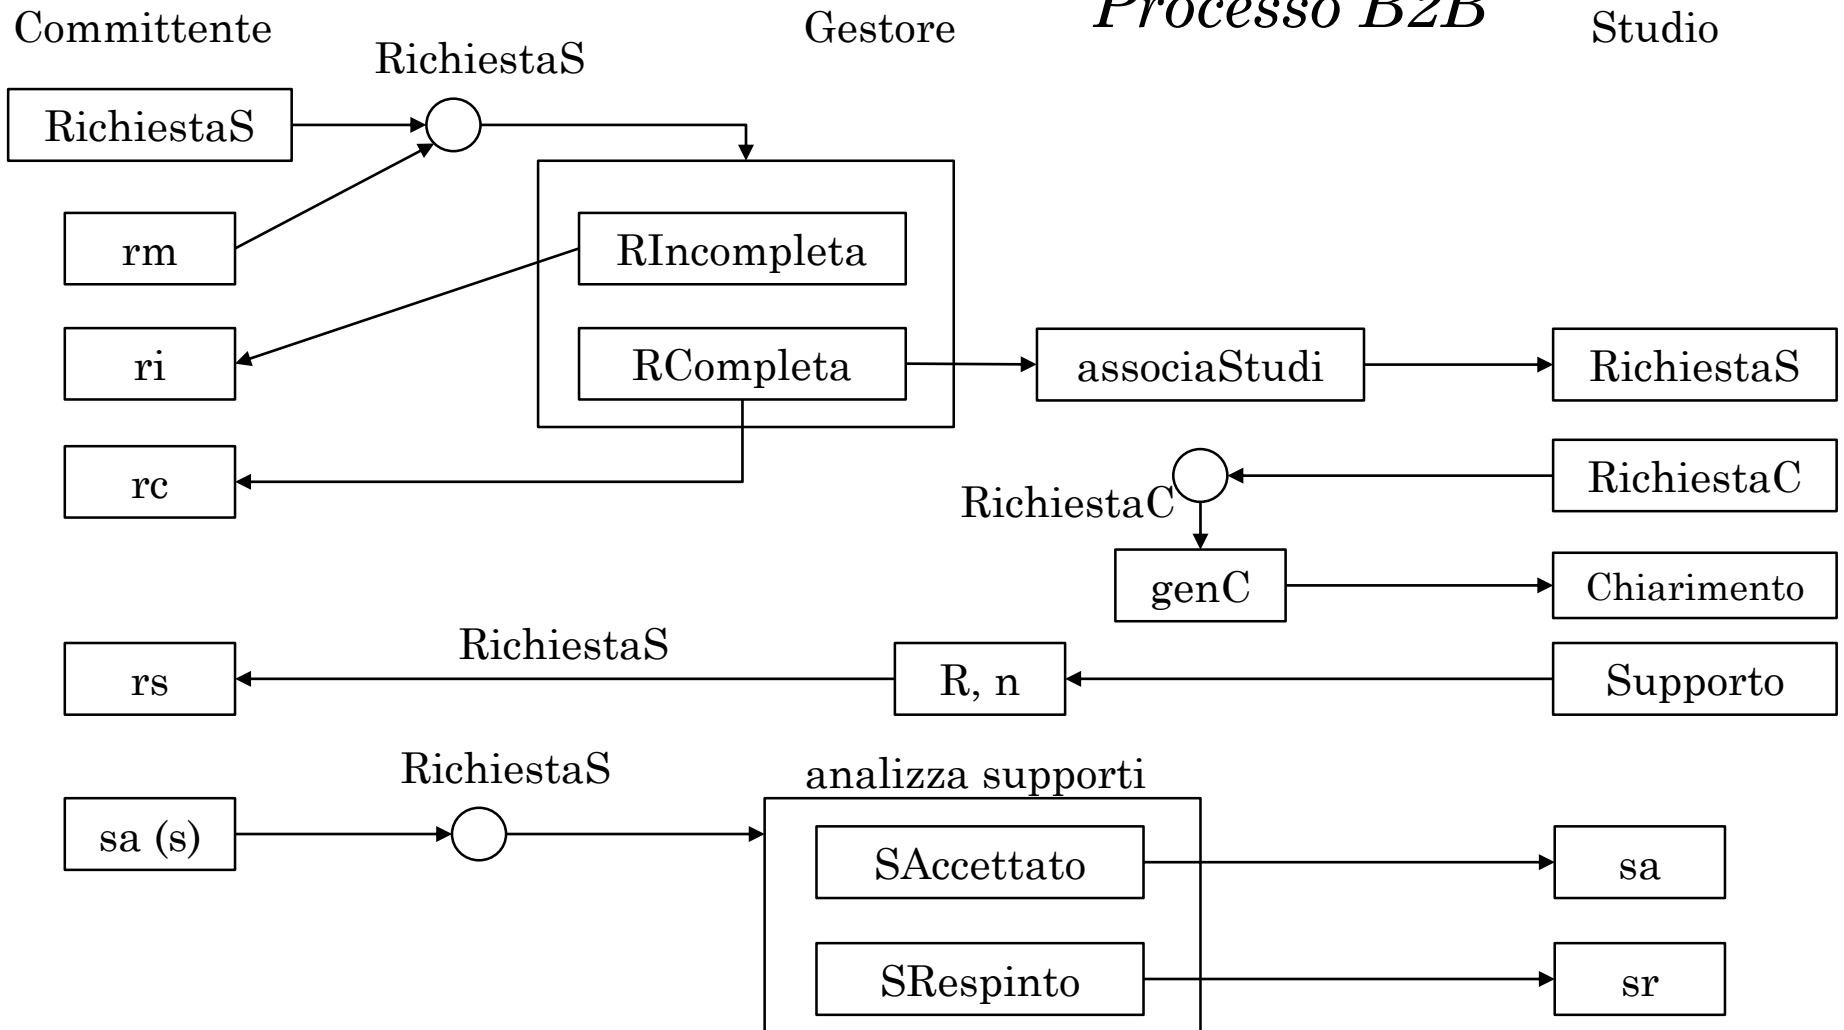 Processo B2B
Committente
Gestore
Studio
RichiestaS
RichiestaS
rm
RIncompleta
ri
RCompleta
associaStudi
RichiestaS
rc
RichiestaC
RichiestaC
genC
Chiarimento
rs
RichiestaS
R, n
Supporto
RichiestaS
analizza supporti
sa (s)
SAccettato
sa
SRespinto
sr